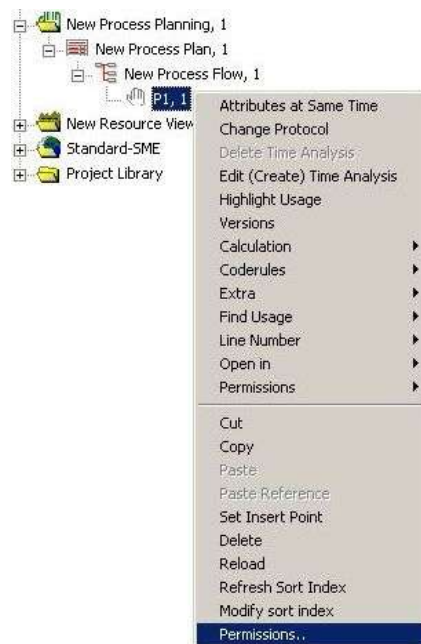 New Process Planning, 1
New Process Plan, 1
New Process Flow, 1
P1, 1
New Resource View
Standard-SME
Project Library
Attributes at Same Time
Change Protocol
Delete Time Analysis
Edit (Create) Time Analysis
Highlight Usage
Versions
Calculation
Coderules
Extra
Find Usage
Line Number
Open in
Permissions
Cut
Copy
Paste
Paste Reference
Set Insert Point
Delete
Reload
Refresh Sort Index
Modify sort index
Permissions..